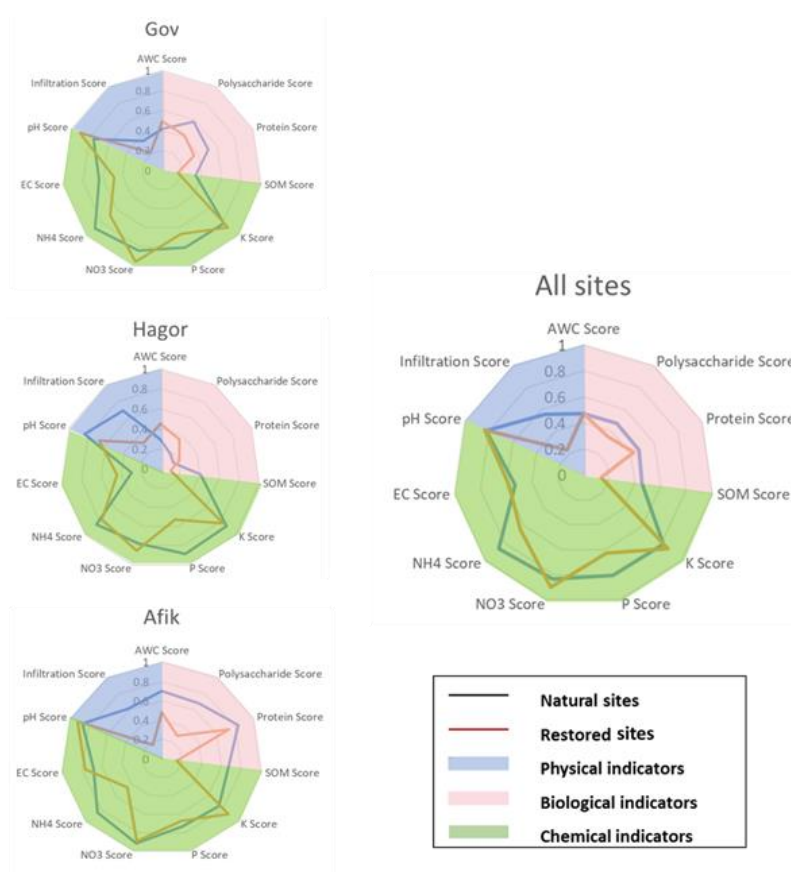 Gov
AWC Score
1
Infiltration Score
Polysaccharide Score
0.8
0.6
pH Score
0.4
Protein Score
0.2
0
EC Score
SOM Score
NH4 Score
K Score
NO3 Score
P Score
Hagor
AWC Score
1
Infiltration Score
Polysaccharide Score
0.8
0.6
pH Score
0.4
Protein Score
0.2
0
EC Score
SOM Score
NH4 Score
K Score
NO3 Score
P Score
Afik
AWC Score
1
Infiltration Score
Polysaccharide Score
0.8
0.6
pH Score
0.4
Protein Score
0.2
0
EC Score
SOM Score
NH4 Score
K Score
NO3 Score
P Score
All sites
AWC Score
1
Infiltration Score
Polysaccharide Score
0.8
0.6
pH Score
0.4
Protein Score
0.2
0
EC Score
SOM Score
NH4 Score
K Score
NO3 Score
P Score
Natural sites
Restored sites
Physical indicators
Biological indicators
Chemical indicators